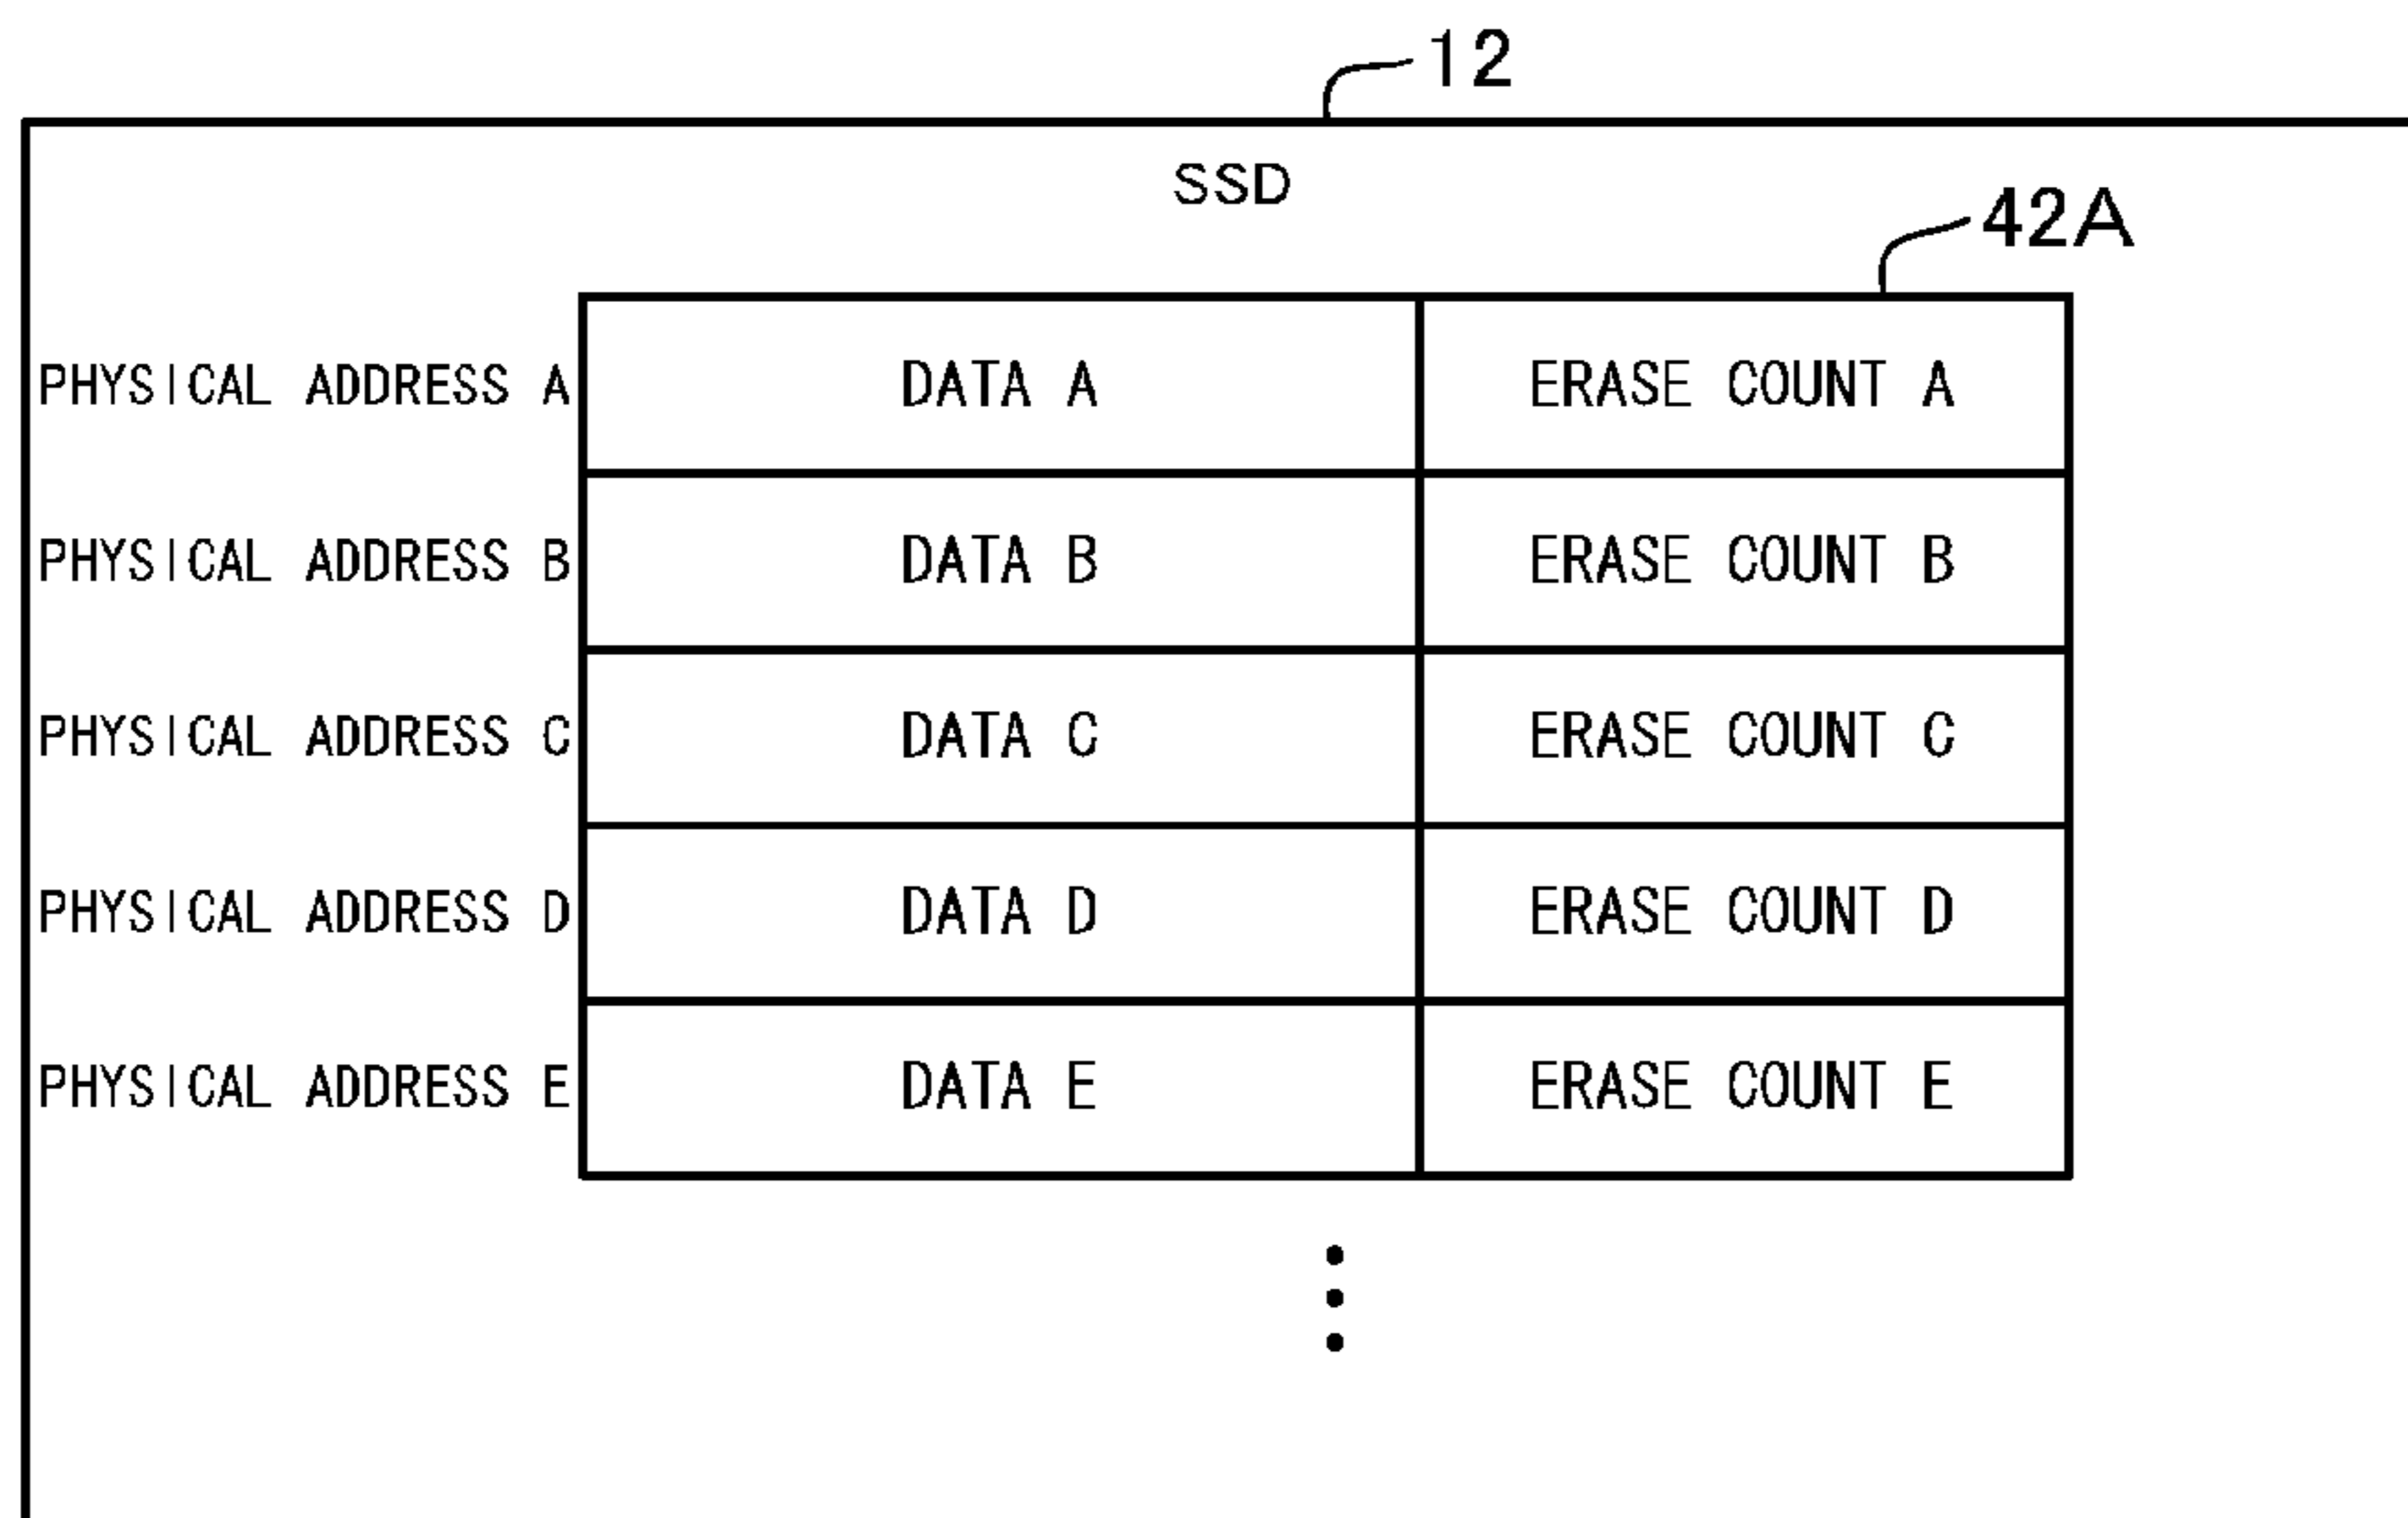 12
SSD
42A
PHYSICAL ADDRESS A DATA A ERASE COUNT A
PHYSICAL ADDRESS B DATA B ERASE COUNT B
PHYSICAL ADDRESS C DATA C ERASE COUNT C
PHYSICAL ADDRESS D DATA D ERASE COUNT D
PHYSICAL ADDRESS E DATA E ERASE COUNT E